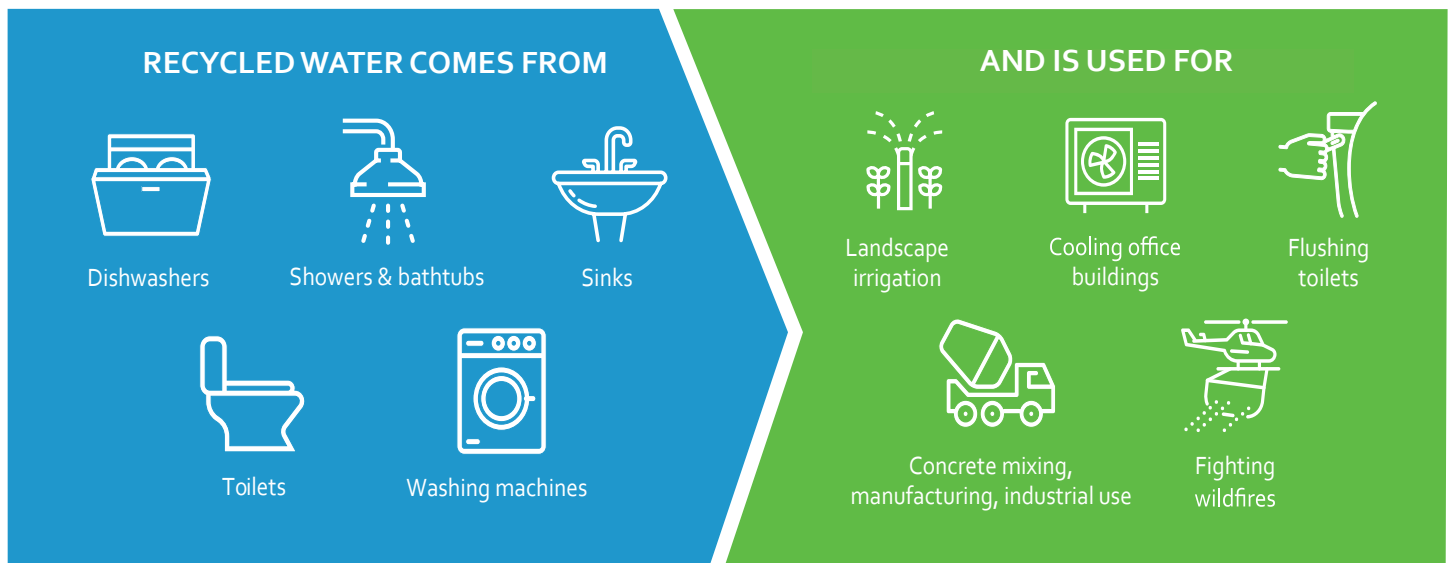 RECYCLED WATER COMES FROM
Dishwashers
Showers & bathtubs
Sinks
Toilets
Washing machines
AND IS USED FOR
Landscape
irrigation
Cooling office
buildings
Flushing
toilets
Concrete mixing,
manufacturing, industrial use
Fighting
wildfires